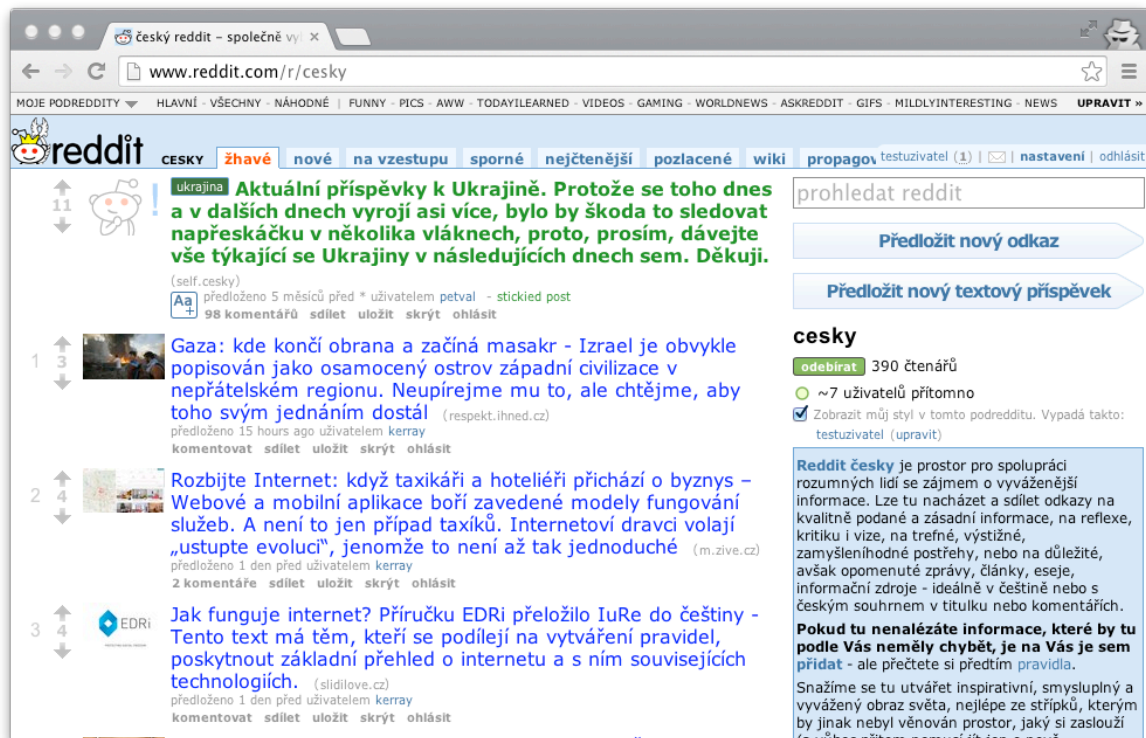 český reddit – společně vy
www.reddit.com/r/cesky
MOJE PODREDDITY HLAVNÍ - VŠECHNY - NÁHODNÉ | FUNNY - PICS - AWW - TODAYILEARNED - VIDEOS - GAMING - WORLDNEWS - ASKREDDIT - GIFS - MILDLYINTERESTING - NEWS UPRAVIT »
reddit CESKY žhavé nové na vzestupu sporné nejčtenější pozlacené wiki propagov testuzivatel (1) | nastavení | odhlásit
11
ukrajina Aktuální příspěvky k Ukrajině. Protože se toho dnes
a v dalších dnech vyrojí asi více, bylo by škoda to sledovat
napřeskáčku v několika vláknech, proto, prosím, dávejte
vše týkající se Ukrajiny v následujících dnech sem. Děkuji.
(self.cesky)
Aa+ předloženo 5 měsíců před * uživatelem petval - stickied post
98 komentářů sdílet uložit skrýt ohlásit
1
3
Gaza: kde končí obrana a začíná masakr - Izrael je obvykle
popisován jako osamocený ostrov západní civilizace v
nepřátelském regionu. Neupírejme mu to, ale chtějme, aby
toho svým jednáním dostál (respekt.ihned.cz)
předloženo 15 hours ago uživatelem kerray
komentovat sdílet uložit skrýt ohlásit
2
4
Rozbijte Internet: když taxikáři a hoteliéři přichází o byznys –
Webové a mobilní aplikace boří zavedené modely fungování
služeb. A není to jen případ taxíků. Internetoví dravci volají
„ustupte evoluci“, jenomže to není až tak jednoduché (m.zive.cz)
předloženo 1 den před uživatelem kerray
2 komentáře sdílet uložit skrýt ohlásit
3
4
EDRi
Jak funguje internet? Příručku EDRi přeložilo IuRe do češtiny -
Tento text má těm, kteří se podílejí na vytváření pravidel,
poskytnout základní přehled o internetu a s ním souvisejících
technologiích. (slidilove.cz)
předloženo 1 den před uživatelem kerray
komentovat sdílet uložit skrýt ohlásit
prohledat reddit
Předložit nový odkaz
Předložit nový textový příspěvek
cesky
odebírat 390 čtenářů
~7 uživatelů přítomno
Zobrazit můj styl v tomto podredditu. Vypadá takto:
testuzivatel (upravit)
Reddit česky je prostor pro spolupráci
rozumných lidí se zájmem o vyváženější
informace. Lze tu nacházet a sdílet odkazy na
kvalitně podané a zásadní informace, na reflexe,
kritiku i vize, na trefné, výstižné,
zamyšleníhodné postřehy, nebo na důležité,
avšak opomenuté zprávy, články, eseje,
informační zdroje - ideálně v češtině nebo s
českým souhrnem v titulku nebo komentářích.
Pokud tu nenalézáte informace, které by tu
podle Vás neměly chybět, je na Vás je sem
přidat - ale přečtete si předtím pravidla.
Snažíme se tu utvářet inspirativní, smysluplný a
vyvážený obraz světa, nejlépe ze střípků, kterým
by jinak nebyl věnován prostor, jaký si zaslouží